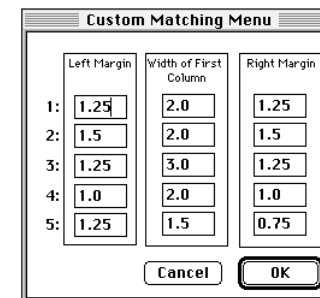 Custom Matching Menu
Left Margin Width of First Column Right Margin
1: 1.25 2.0 1.25
2: 1.5 2.0 1.5
3: 1.25 3.0 1.25
4: 1.0 2.0 1.0
5: 1.25 1.5 0.75
Cancel OK